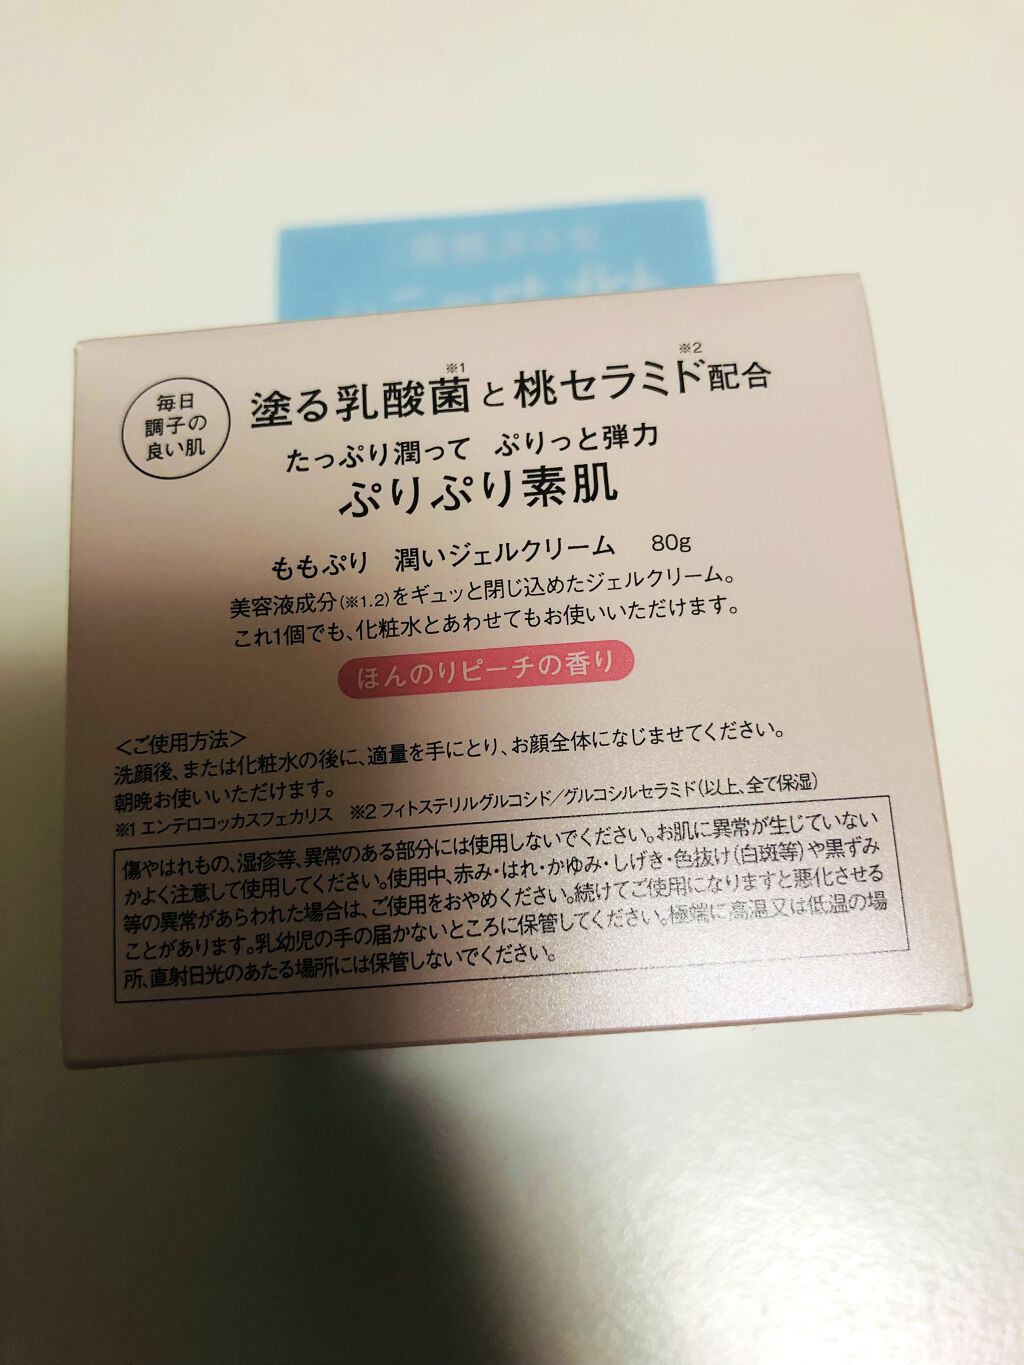 毎日
調子の
良い肌
塗る乳酸菌※1と桃セラミド※2配合
たっぷり潤って ぷりっと弾力
ぷりぷり素肌
ももぷり 潤いジェルクリーム 80g
美容液成分(※1.2)をギュッと閉じ込めたジェルクリーム。
これ1個でも、化粧水とあわせてもお使いいただけます。
ほんのりピーチの香り
＜ご使用方法＞
洗顔後、または化粧水の後に、適量を手にとり、お顔全体になじませてください。
朝晩お使いいただけます。
※1 エンテロコッカスフェカリス ※2 フィトステリルグルコシド／グルコシルセラミド(以上、全て保湿)
傷やはれもの、湿疹等、異常のある部分には使用しないでください。お肌に異常が生じていない
かよく注意して使用してください。使用中、赤み・はれ・かゆみ・しげき・色抜け(白斑等)や黒ずみ
等の異常があらわれた場合は、ご使用をおやめください。続けてご使用になりますと悪化させる
ことがあります。乳幼児の手の届かないところに保管してください。極端に高温又は低温の場
所、直射日光のあたる場所には保管しないでください。